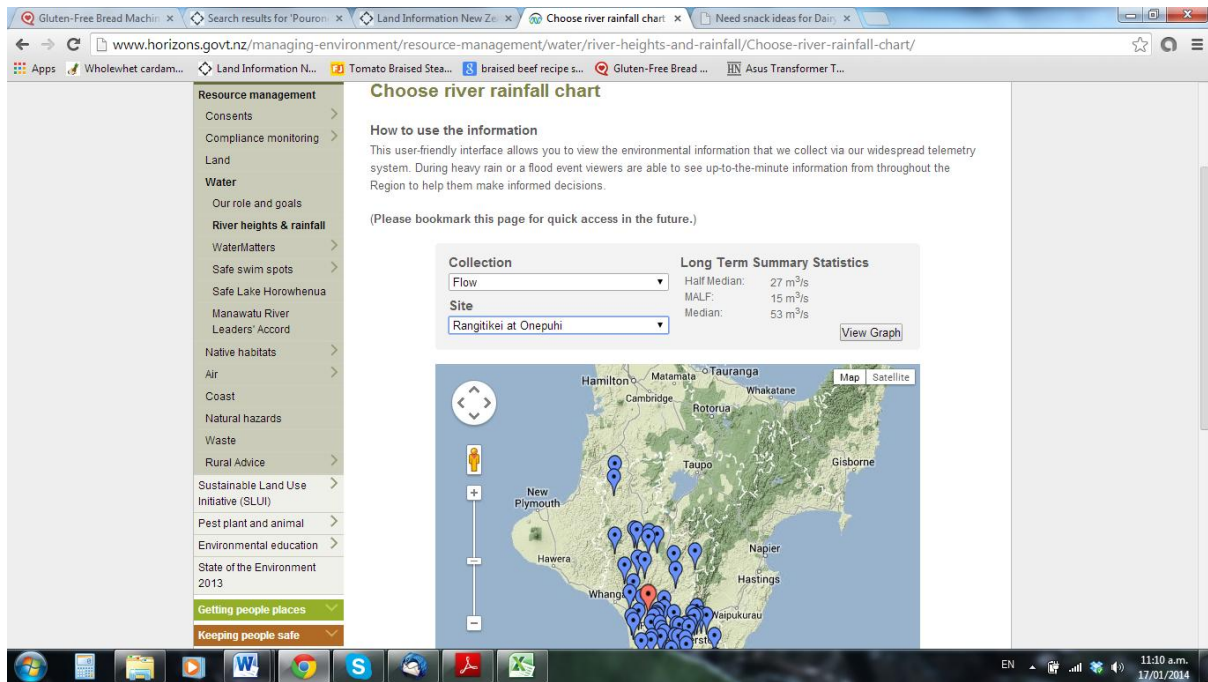 Gluten-Free Bread Machin
Search results for 'Pouron
Land Information New Ze
Choose river rainfall chart
Need snack ideas for Dairy
www.horizons.govt.nz/managing-environment/resource-management/water/river-heights-and-rainfall/Choose-river-rainfall-chart/
Apps
Wholewhet cardam...
Land Information N...
Tomato Braised Stea...
braised beef recipe s...
Gluten-Free Bread ...
Asus Transformer T...
Resource management
Consents
Compliance monitoring
Land
Water
Our role and goals
River heights & rainfall
WaterMatters
Safe swim spots
Safe Lake Horowhenua
Manawatu River
Leaders' Accord
Native habitats
Air
Coast
Natural hazards
Waste
Rural Advice
Sustainable Land Use
Initiative (SLUI)
Pest plant and animal
Environmental education
State of the Environment
2013
Getting people places
Keeping people safe
Choose river rainfall chart
How to use the information
This user-friendly interface allows you to view the environmental information that we collect via our widespread telemetry
system. During heavy rain or a flood event viewers are able to see up-to-the-minute information from throughout the
Region to help them make informed decisions.
(Please bookmark this page for quick access in the future.)
Collection
Flow
Site
Rangitikei at Onepuhi
Long Term Summary Statistics
Half Median: 27 m³/s
MALF: 15 m³/s
Median: 53 m³/s
View Graph
Map Satellite
Hamilton
Matamata
Tauranga
Whakatane
Cambridge
Rotorua
Taupo
Gisborne
New
Plymouth
Napier
Hawera
Hastings
Whanga
Waipukurau
EN
11:10 a.m.
17/01/2014